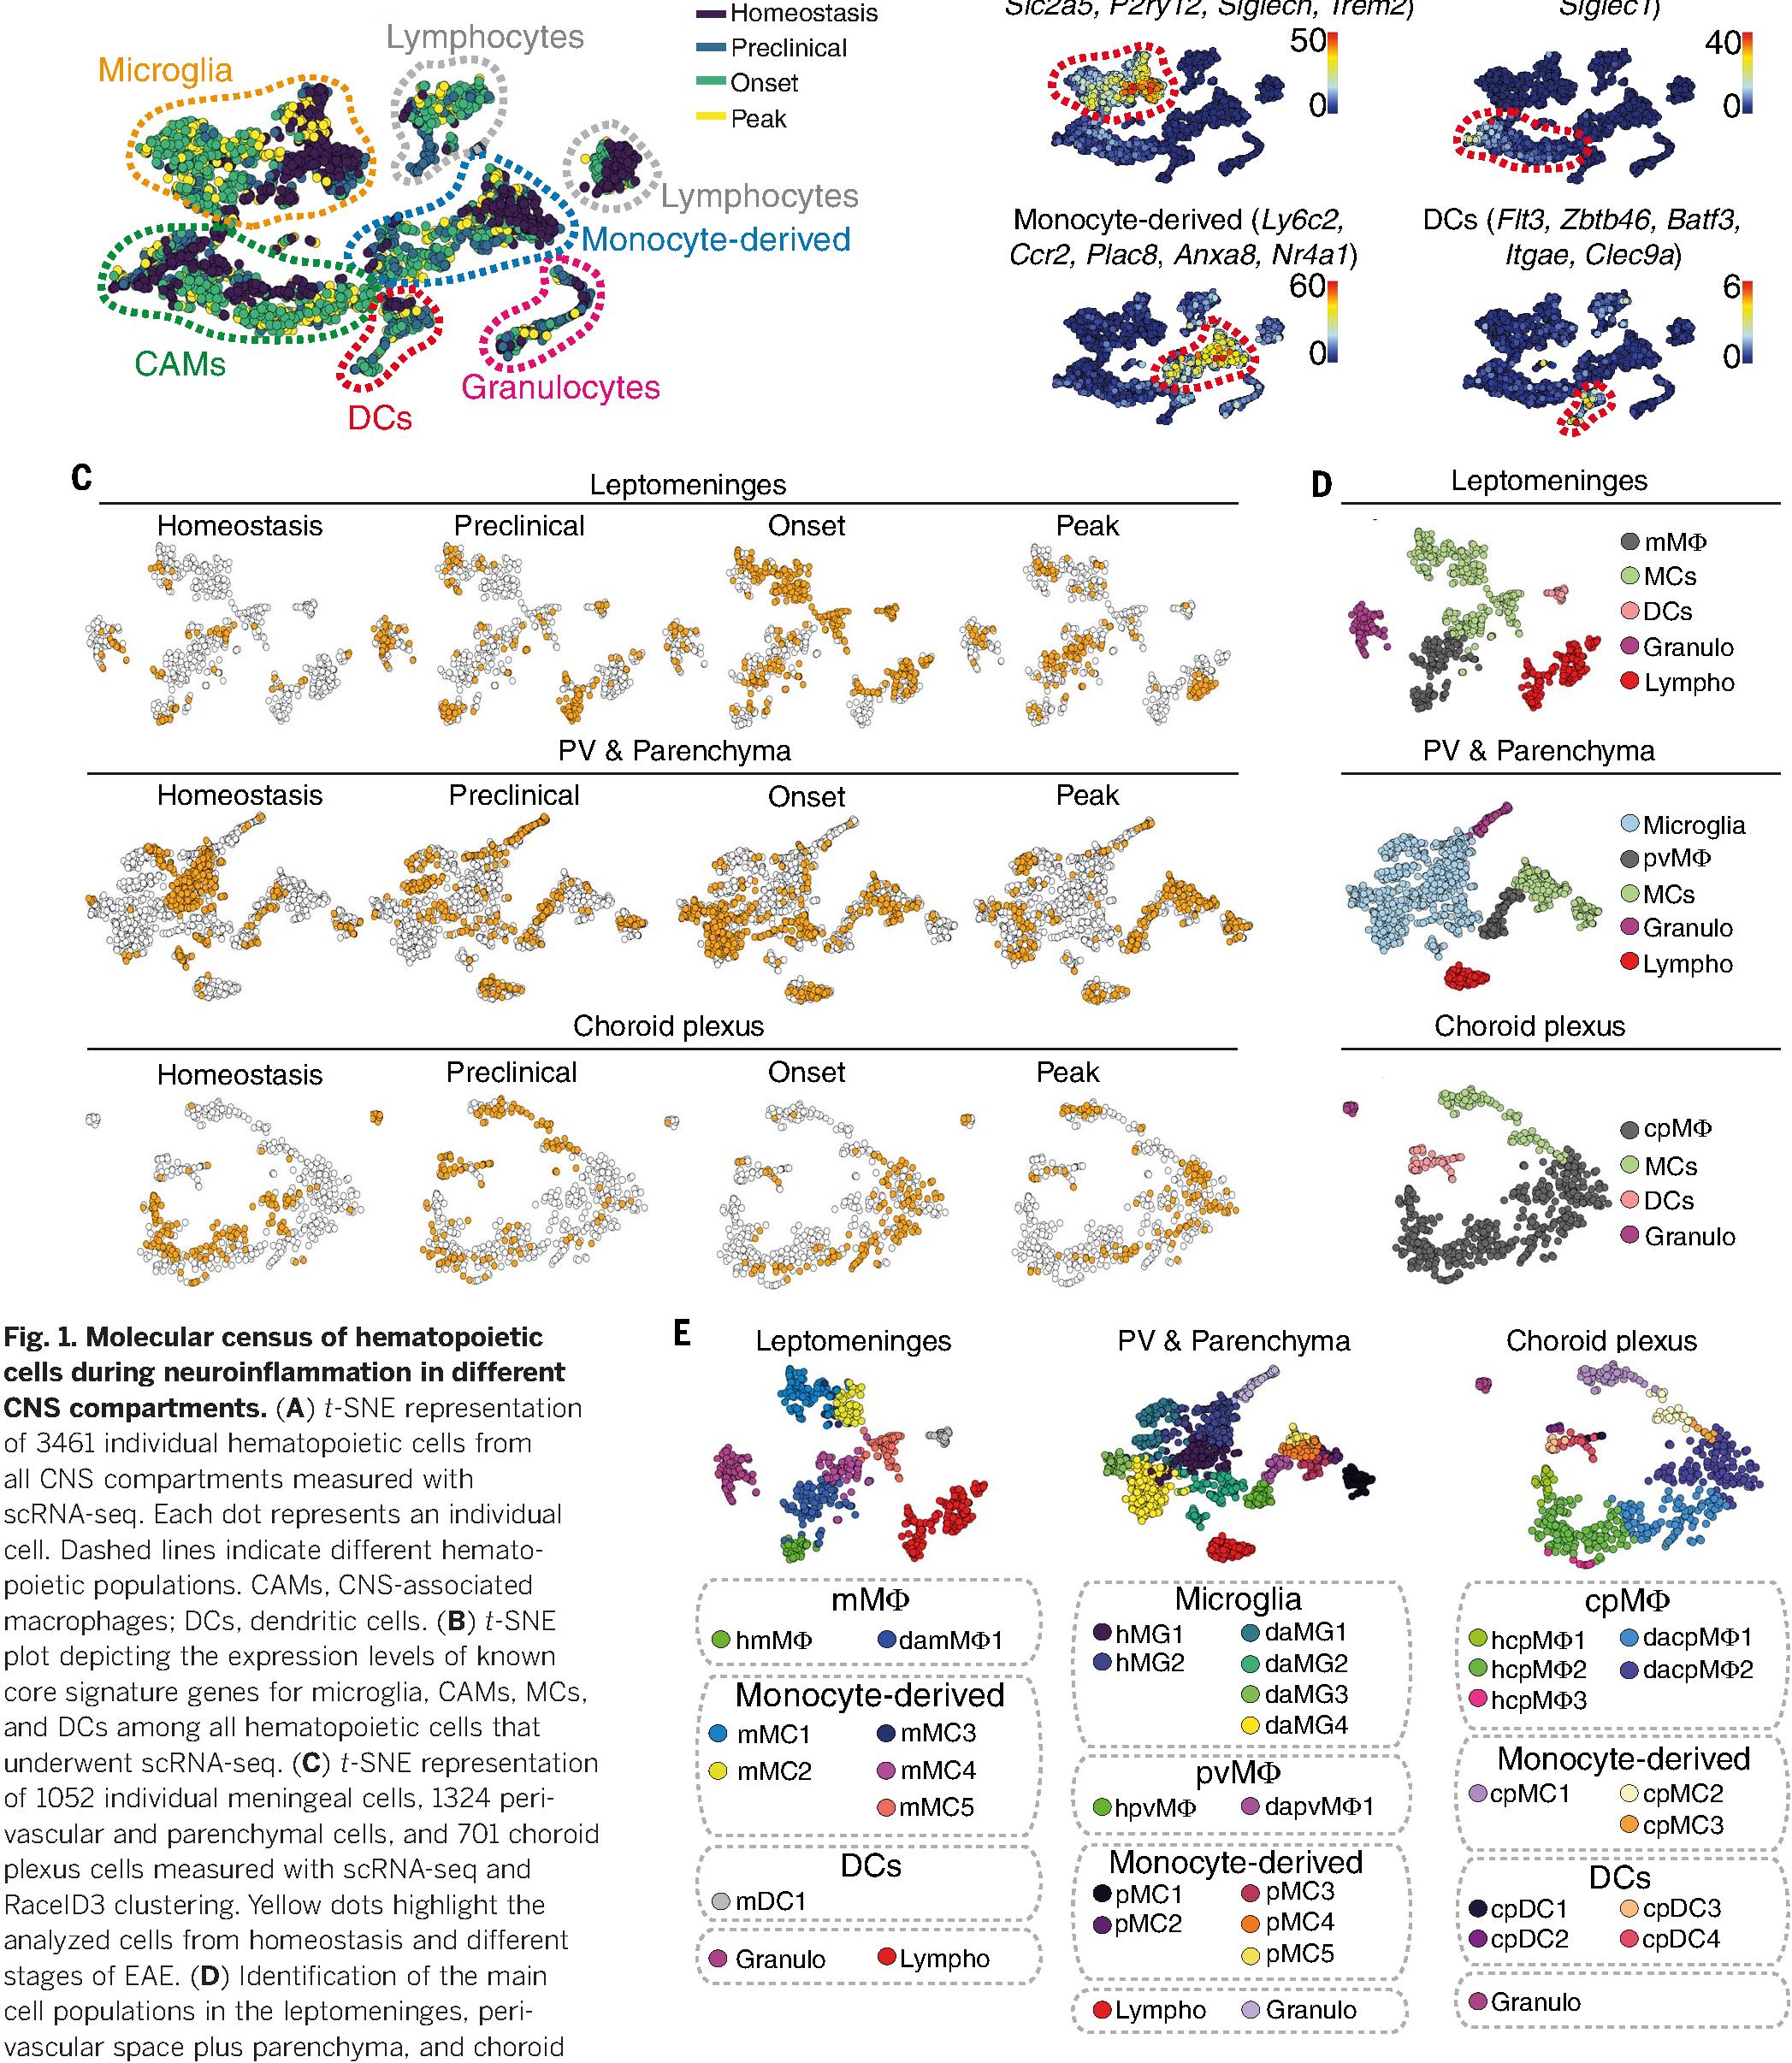 Homeostasis
Preclinical
Onset
Peak
Microglia
Lymphocytes
Lymphocytes
Monocyte-derived
CAMs
DCs
Granulocytes
Slc2a5, P2ry12, Siglech, Trem2)
50
0
Siglec1)
40
0
Monocyte-derived (Ly6c2,
Ccr2, Plac8, Anxa8, Nr4a1)
60
0
DCs (Flt3, Zbtb46, Batf3,
Itgae, Clec9a)
6
0
C
Leptomeninges
Homeostasis Preclinical Onset Peak
PV & Parenchyma
Homeostasis Preclinical Onset Peak
Choroid plexus
Homeostasis Preclinical Onset Peak
D
Leptomeninges
mMΦ
MCs
DCs
Granulo
Lympho
PV & Parenchyma
Microglia
pvMΦ
MCs
Granulo
Lympho
Choroid plexus
cpMΦ
MCs
DCs
Granulo
Fig. 1. Molecular census of hematopoietic
cells during neuroinflammation in different
CNS compartments. (A) t-SNE representation
of 3461 individual hematopoietic cells from
all CNS compartments measured with
scRNA-seq. Each dot represents an individual
cell. Dashed lines indicate different hemato-
poietic populations. CAMs, CNS-associated
macrophages; DCs, dendritic cells. (B) t-SNE
plot depicting the expression levels of known
core signature genes for microglia, CAMs, MCs,
and DCs among all hematopoietic cells that
underwent scRNA-seq. (C) t-SNE representation
of 1052 individual meningeal cells, 1324 peri-
vascular and parenchymal cells, and 701 choroid
plexus cells measured with scRNA-seq and
RaceID3 clustering. Yellow dots highlight the
analyzed cells from homeostasis and different
stages of EAE. (D) Identification of the main
cell populations in the leptomeninges, peri-
vascular space plus parenchyma, and choroid
E
Leptomeninges
mMΦ
hmMΦ damMΦ1
Monocyte-derived
mMC1 mMC3
mMC2 mMC4
mMC5
DCs
mDC1
Granulo Lympho
PV & Parenchyma
Microglia
hMG1 daMG1
hMG2 daMG2
daMG3
daMG4
pvMΦ
hpvMΦ dapvMΦ1
Monocyte-derived
pMC1 pMC3
pMC2 pMC4
pMC5
Lympho Granulo
Choroid plexus
cpMΦ
hcpMΦ1 dacpMΦ1
hcpMΦ2 dacpMΦ2
hcpMΦ3
Monocyte-derived
cpMC1 cpMC2
cpMC3
DCs
cpDC1 cpDC3
cpDC2 cpDC4
Granulo